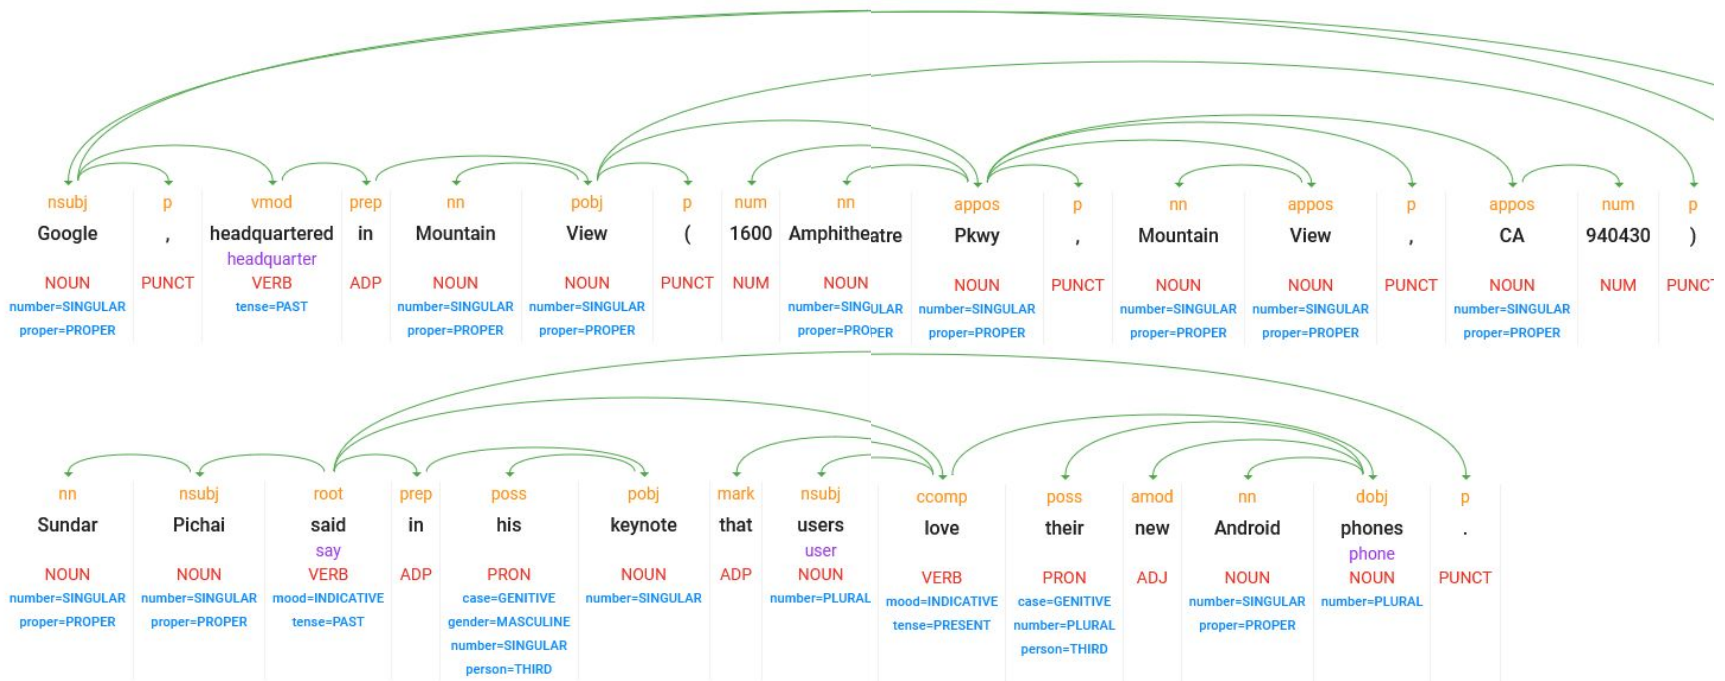 nsubj p vmod prep nn pobj p num nn appos p nn appos p appos num p
Google , headquartered in Mountain View ( 1600 Amphitheatre Pkwy , Mountain View , CA 940430 )
headquarter
NOUN PUNCT VERB ADP NOUN NOUN PUNCT NUM NOUN NOUN PUNCT NOUN NOUN PUNCT NOUN NUM PUNCT
number=SINGULAR tense=PAST number=SINGULAR number=SINGULAR number=SINGULAR number=SINGULAR number=SINGULAR number=SINGULAR number=SINGULAR
proper=PROPER proper=PROPER proper=PROPER proper=PROPER proper=PROPER proper=PROPER proper=PROPER proper=PROPER
nn nsubj root prep poss pobj mark nsubj ccomp poss amod nn dobj p
Sundar Pichai said in his keynote that users love their new Android phones .
say user phone
NOUN NOUN VERB ADP PRON NOUN ADP NOUN VERB PRON ADJ NOUN NOUN PUNCT
number=SINGULAR number=SINGULAR mood=INDICATIVE case=GENITIVE number=SINGULAR number=PLURAL mood=INDICATIVE case=GENITIVE number=SINGULAR number=PLURAL
proper=PROPER proper=PROPER tense=PAST gender=MASCULINE tense=PRESENT number=PLURAL proper=PROPER
number=SINGULAR person=THIRD
person=THIRD